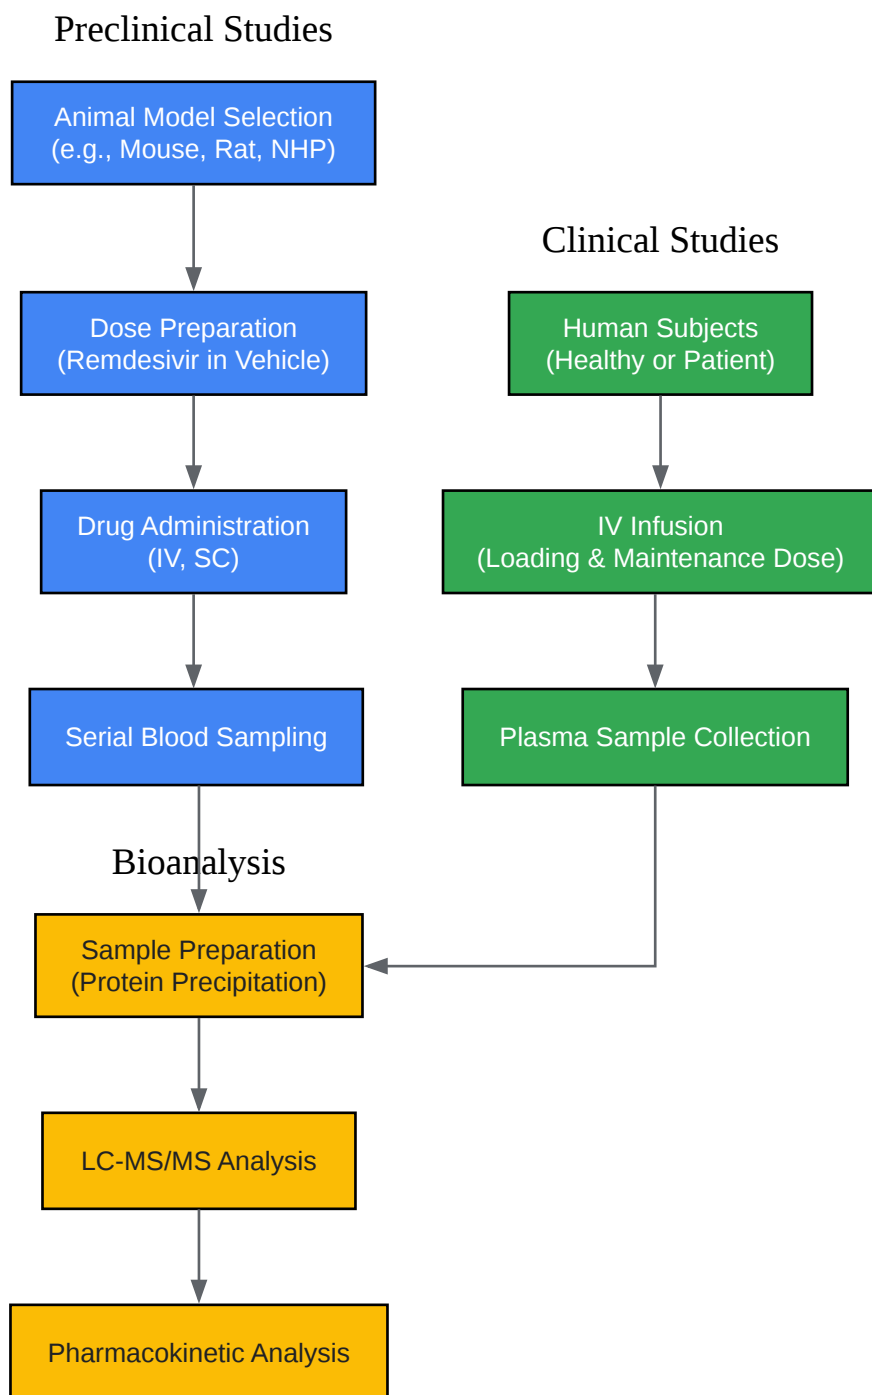 Preclinical Studies
Animal Model Selection
(e.g., Mouse, Rat, NHP)
Dose Preparation
(Remdesivir in Vehicle)
Drug Administration
(IV, SC)
Serial Blood Sampling
Clinical Studies
Human Subjects
(Healthy or Patient)
IV Infusion
(Loading & Maintenance Dose)
Plasma Sample Collection
Bioanalysis
Sample Preparation
(Protein Precipitation)
LC-MS/MS Analysis
Pharmacokinetic Analysis